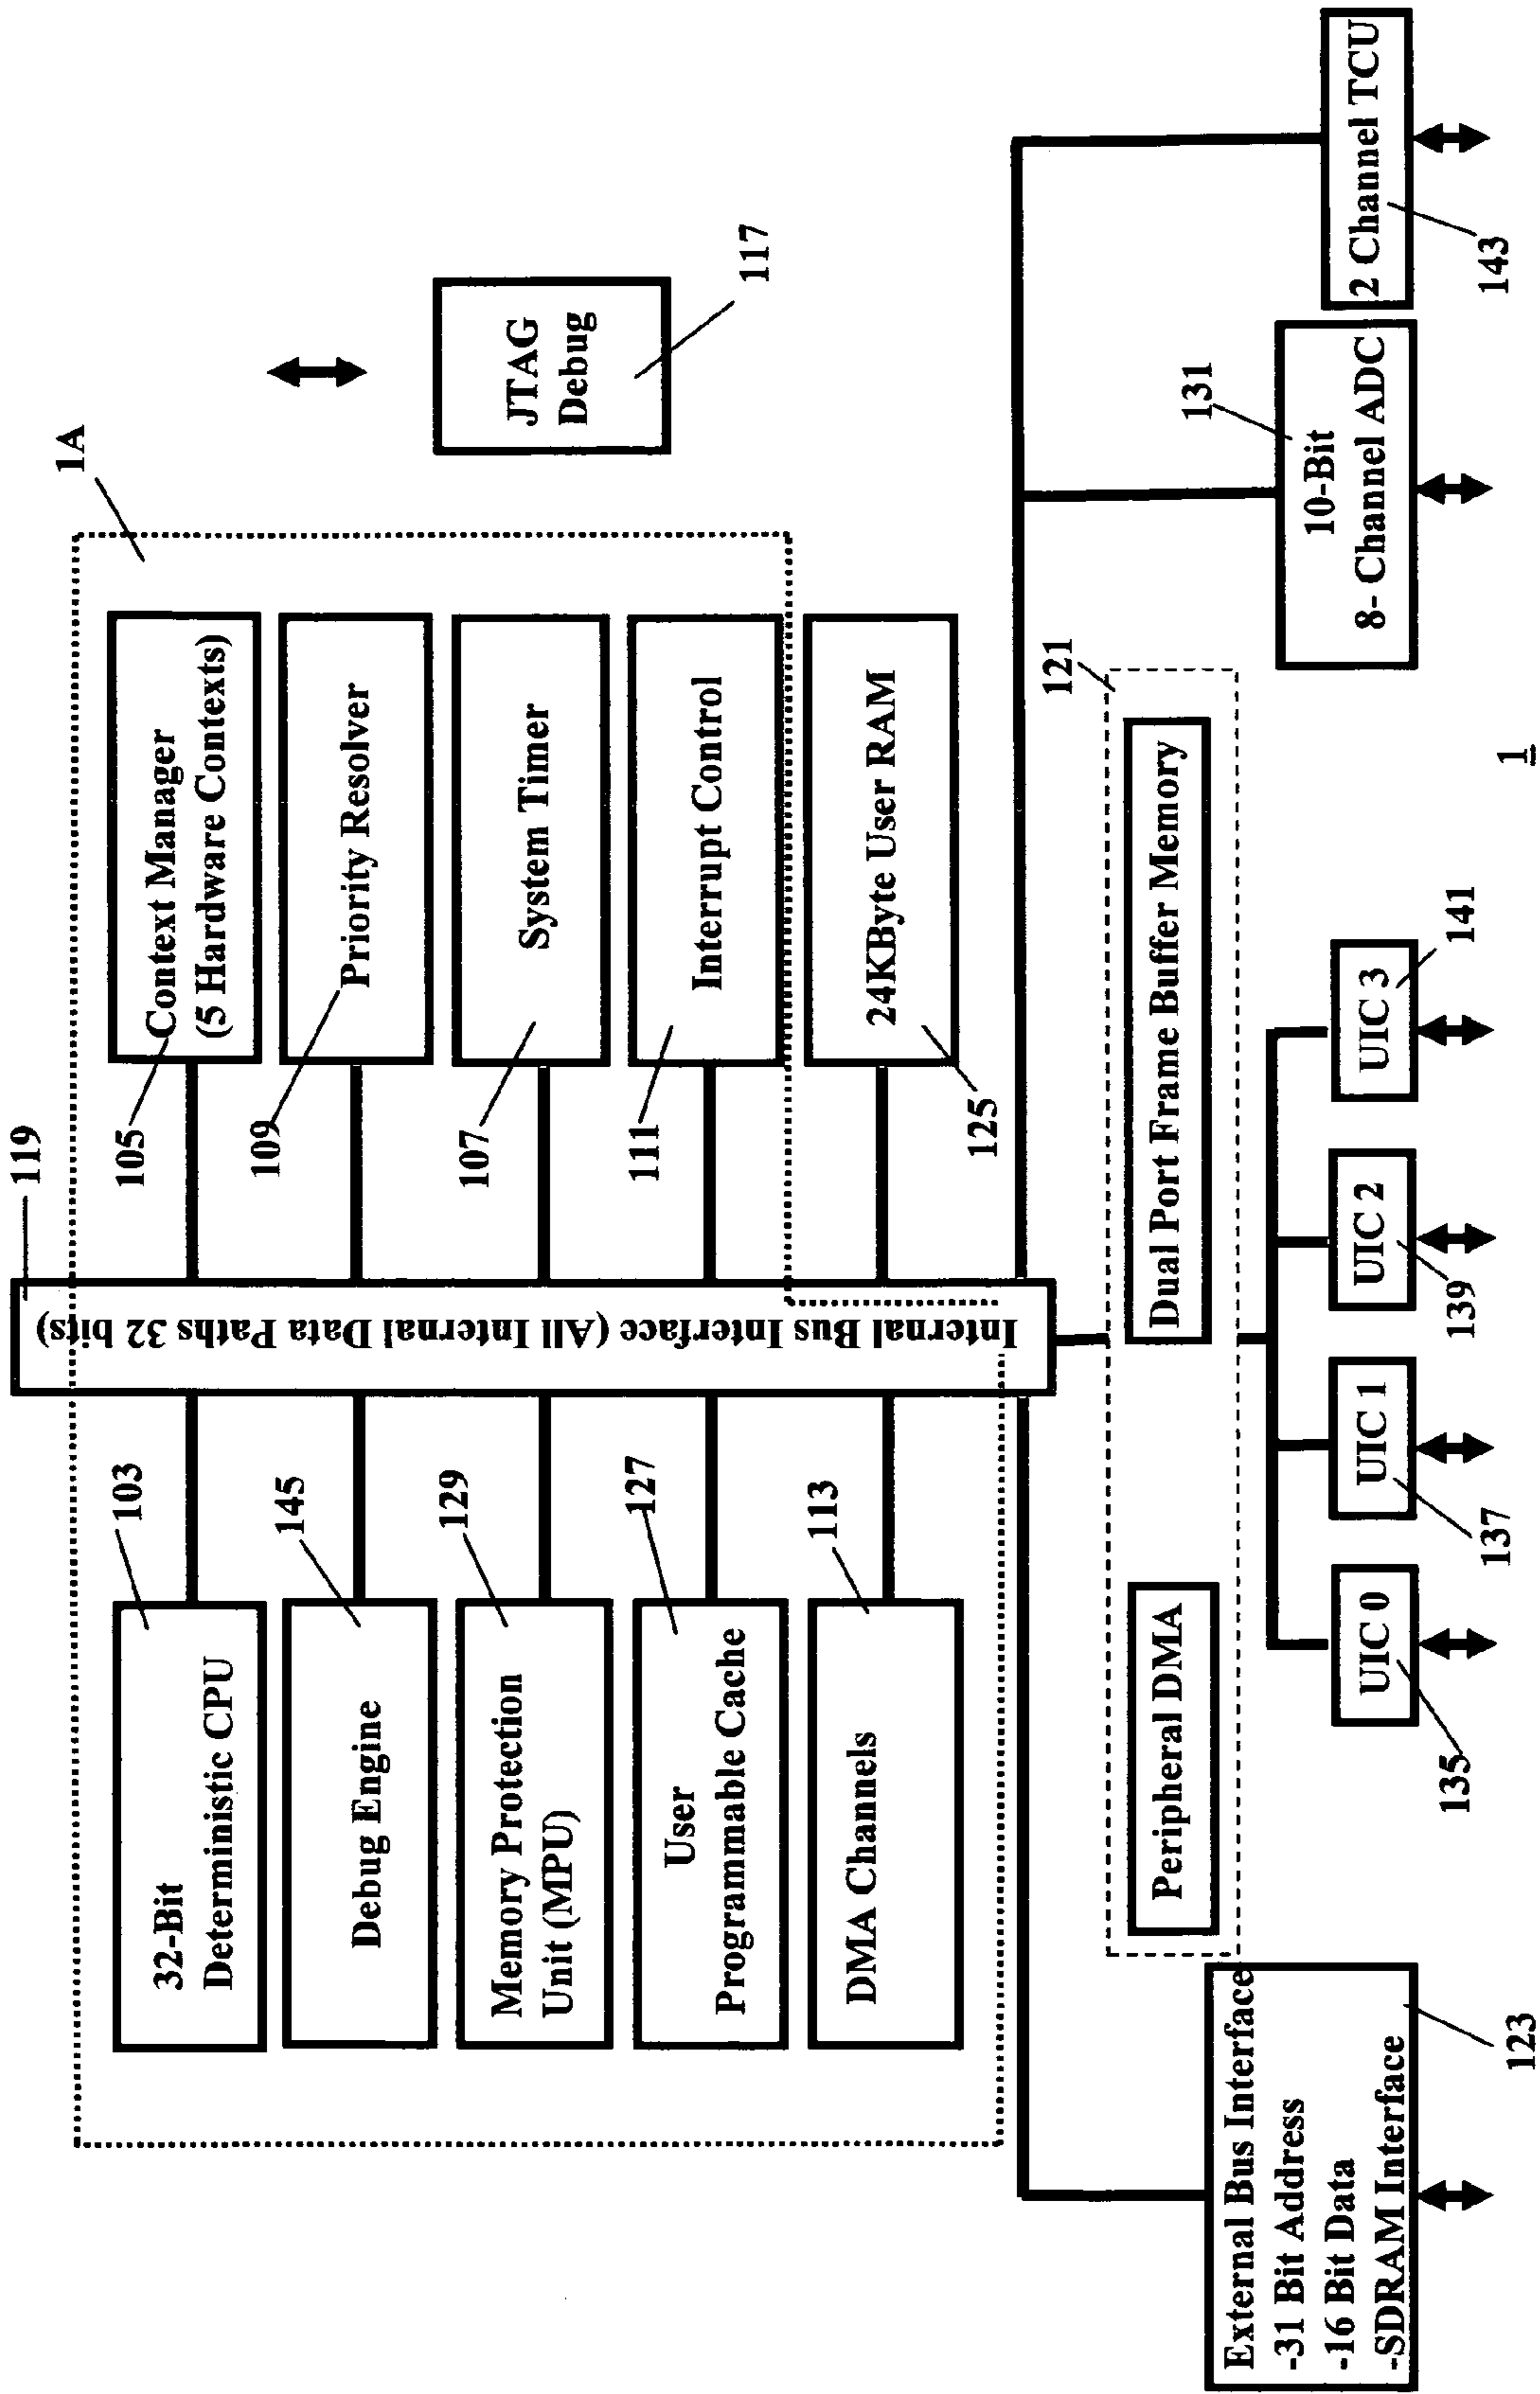 119
1A
103
32-Bit
Deterministic CPU
105
Context Manager
(5 Hardware Contexts)
145
Debug Engine
109
Priority Resolver
129
Memory Protection
Unit (MPU)
107
System Timer
127
User
Programmable Cache
111
Interrupt Control
113
DMA Channels
125
24KByte User RAM
Internal Bus Interface (All Internal Data Paths 32 bits)
JTAG
Debug
117
121
Peripheral DMA
Dual Port Frame Buffer Memory
External Bus Interface
-31 Bit Address
-16 Bit Data
-SDRAM Interface
123
131
10-Bit
8- Channel ADC
2 Channel TCU
143
UIC 0
UIC 1
UIC 2
UIC 3
135
137
139
141
1